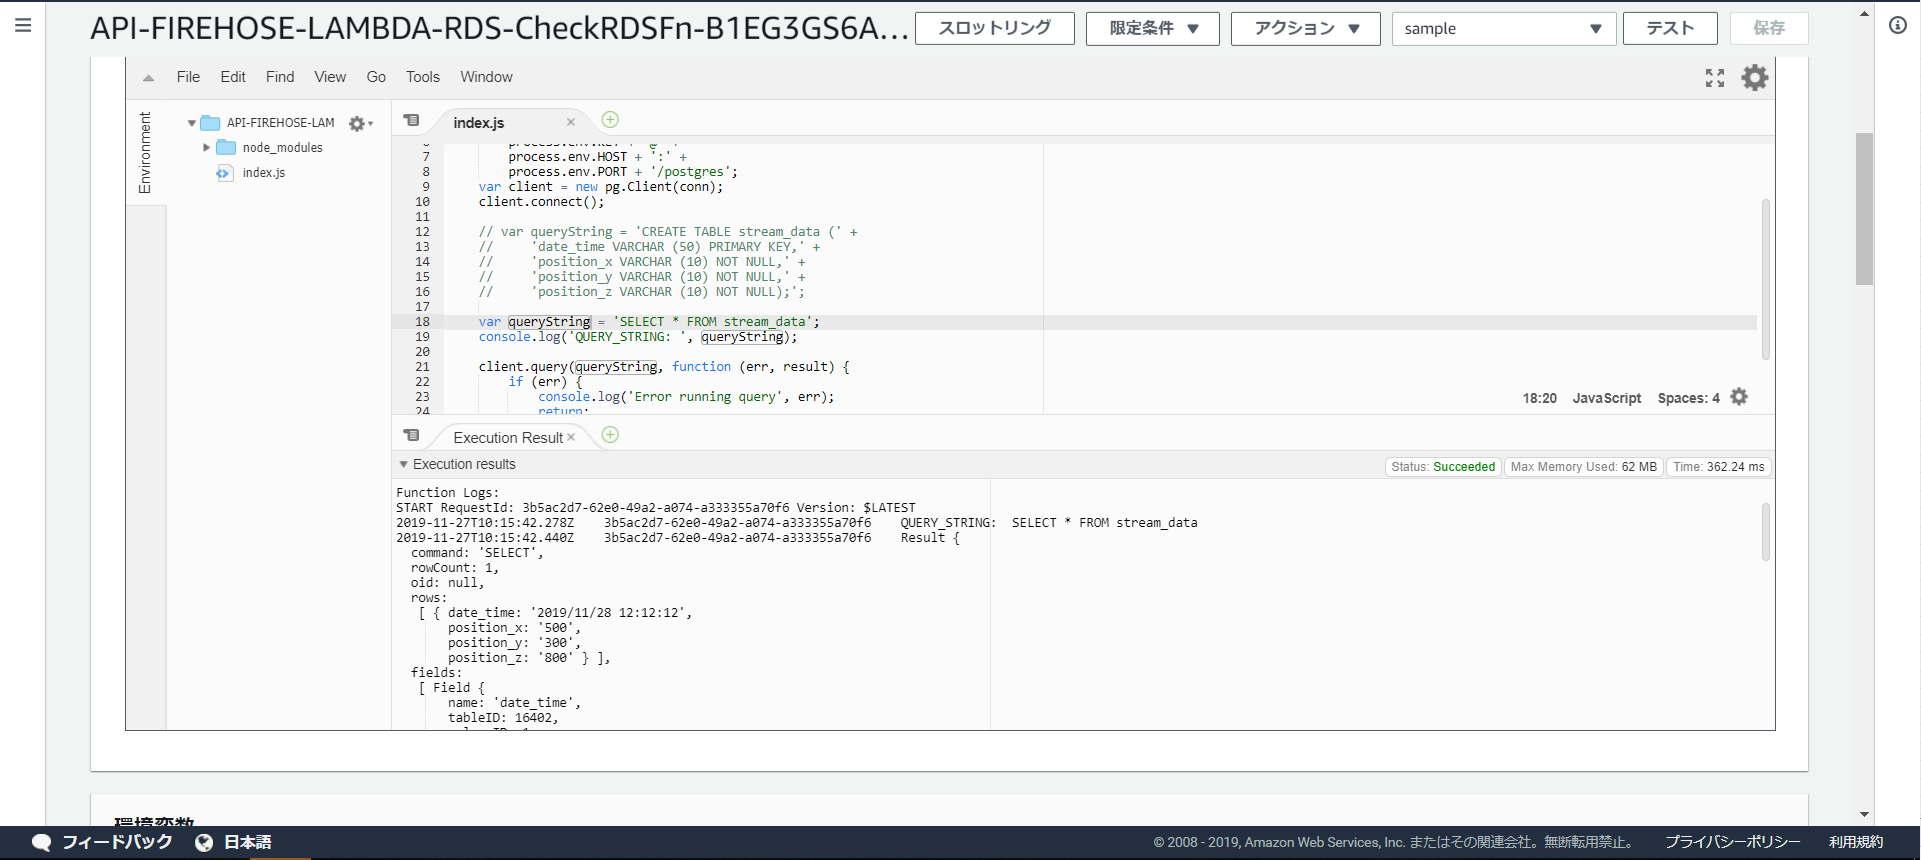 API-FIREHOSE-LAMBDA-RDS-CheckRDSFn-B1EG3GS6A...
スロットリング
限定条件 ▼
アクション ▼
sample ▼
テスト
保存
File Edit Find View Go Tools Window
Environment
API-FIREHOSE-LAM
node_modules
index.js
index.js ×
7 process.env.HOST + ':' +
8 process.env.PORT + '/postgres';
9 var client = new pg.Client(conn);
10 client.connect();
11
12 // var queryString = 'CREATE TABLE stream_data (' +
13 //     'date_time VARCHAR (50) PRIMARY KEY,' +
14 //     'position_x VARCHAR (10) NOT NULL,' +
15 //     'position_y VARCHAR (10) NOT NULL,' +
16 //     'position_z VARCHAR (10) NOT NULL);';
17
18 var queryString = 'SELECT * FROM stream_data';
19 console.log('QUERY_STRING: ', queryString);
20
21 client.query(queryString, function (err, result) {
22 if (err) {
23 console.log('Error running query', err);
24 return;
18:20 JavaScript Spaces: 4
Execution Result ×
Execution results
Status: Succeeded
Max Memory Used: 62 MB
Time: 362.24 ms
Function Logs:
START RequestId: 3b5ac2d7-62e0-49a2-a074-a333355a70f6 Version: $LATEST
2019-11-27T10:15:42.278Z    3b5ac2d7-62e0-49a2-a074-a333355a70f6    QUERY_STRING:  SELECT * FROM stream_data
2019-11-27T10:15:42.440Z    3b5ac2d7-62e0-49a2-a074-a333355a70f6    Result {
command: 'SELECT',
rowCount: 1,
oid: null,
rows:
[ { date_time: '2019/11/28 12:12:12',
position_x: '500',
position_y: '300',
position_z: '800' } ],
fields:
[ Field {
name: 'date_time',
tableID: 16402,
環境変数
フィードバック
日本語
© 2008 - 2019, Amazon Web Services, Inc. またはその関連会社。無断転用禁止。
プライバシーポリシー
利用規約